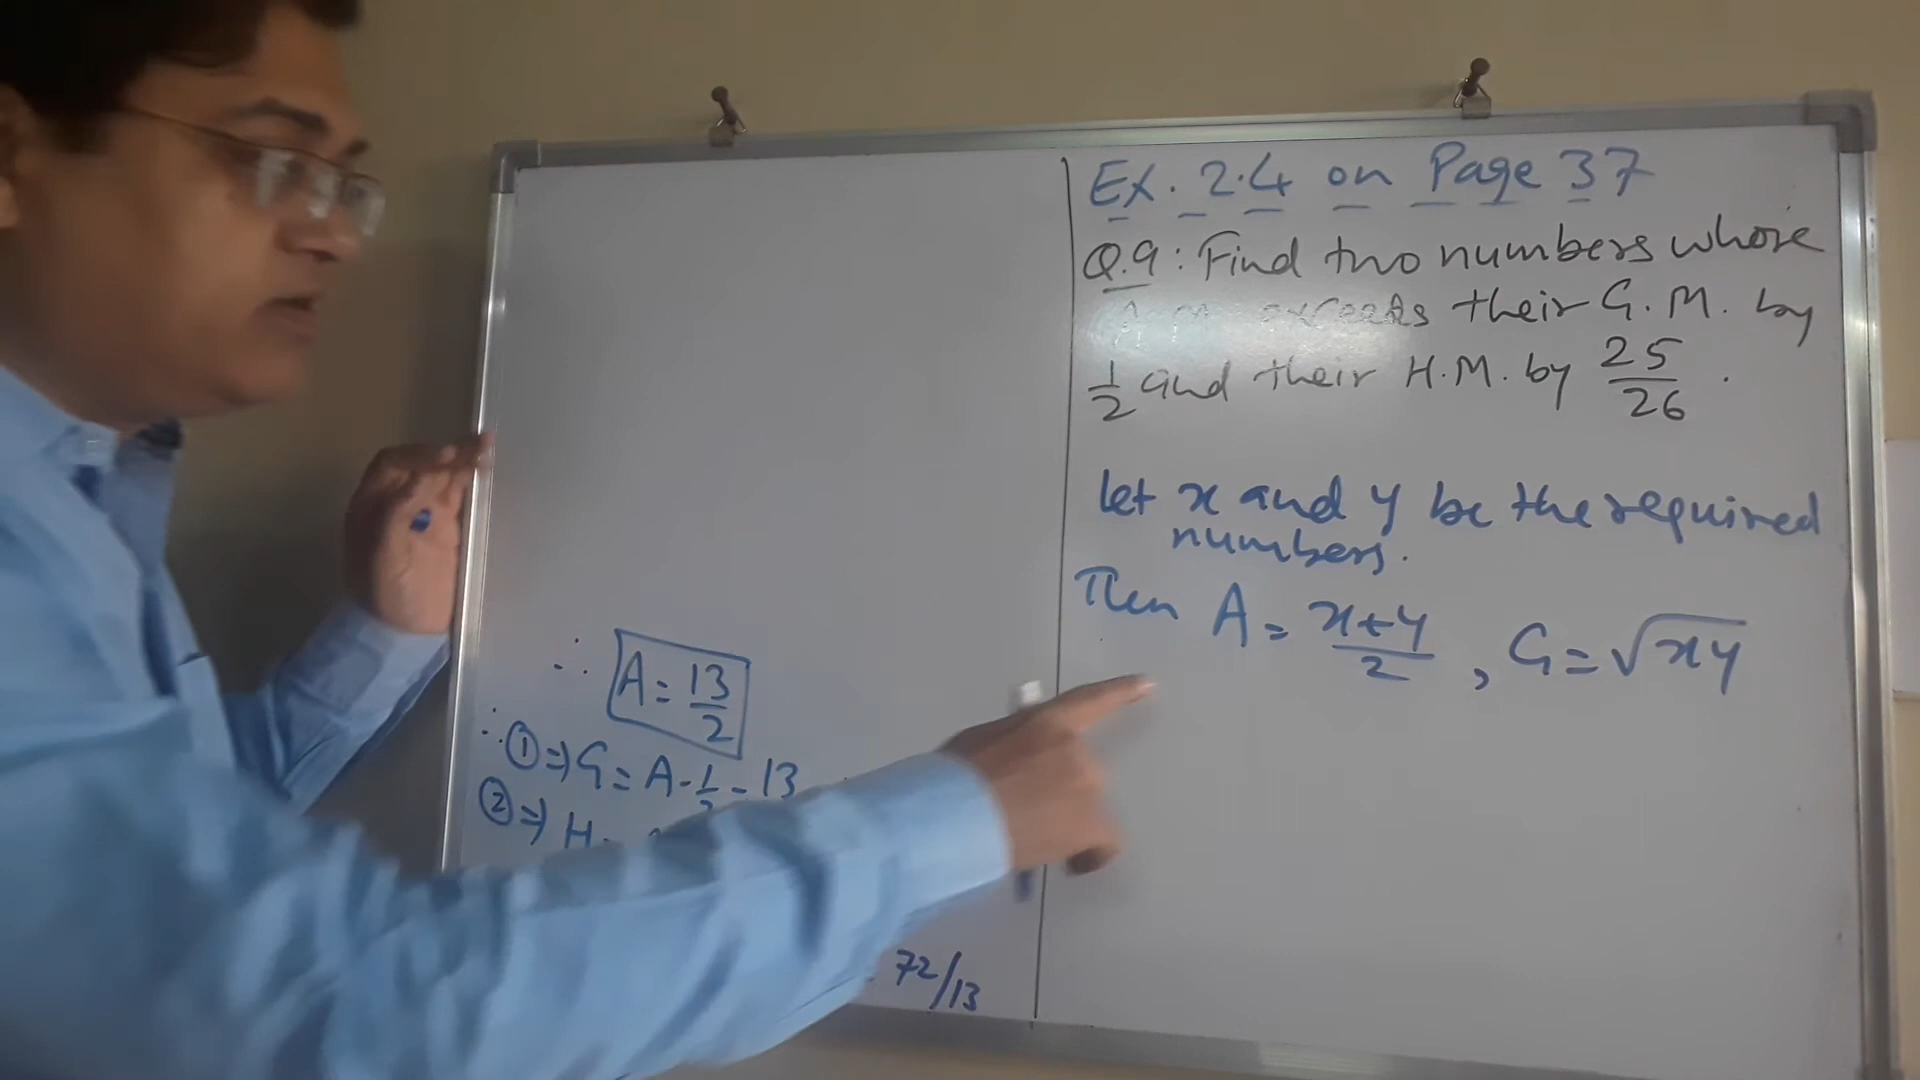 Ex. 2.4 on Page 37
Q.9: Find two numbers whose
exceeds their G.M. by
1/2 and their H.M. by 25/26.
Let x and y be the required
numbers.
Then A = x+y/2, G = √xy
∴ A = 13/2
∴ ① ⇒ G = A - 1/2 = 13
② ⇒ H =
72/13